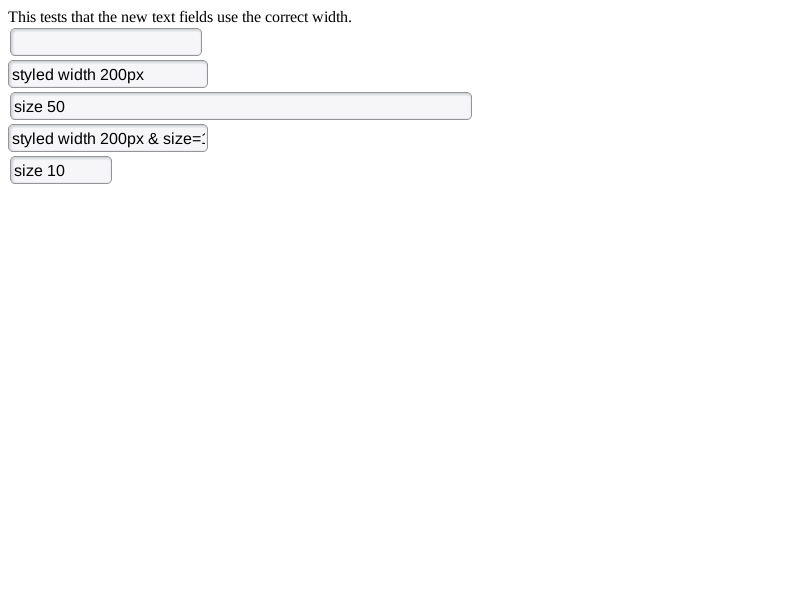 This tests that the new text fields use the correct width.
styled width 200px
size 50
styled width 200px & size=
size 10